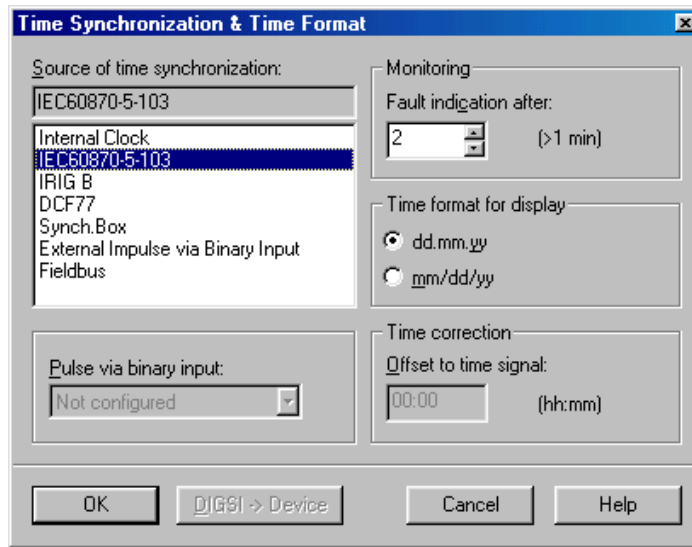 Time Synchronization & Time Format
Source of time synchronization:
IEC60870-5-103
Internal Clock
IEC60870-5-103
IRIG B
DCF77
Synch.Box
External Impulse via Binary Input
Fieldbus
Pulse via binary input:
Not configured
Monitoring
Fault indication after:
2 (>1 min)
Time format for display
dd.mm.yy
mm/dd/yy
Time correction
Offset to time signal:
00:00 (hh:mm)
OK DIGSI -> Device Cancel Help